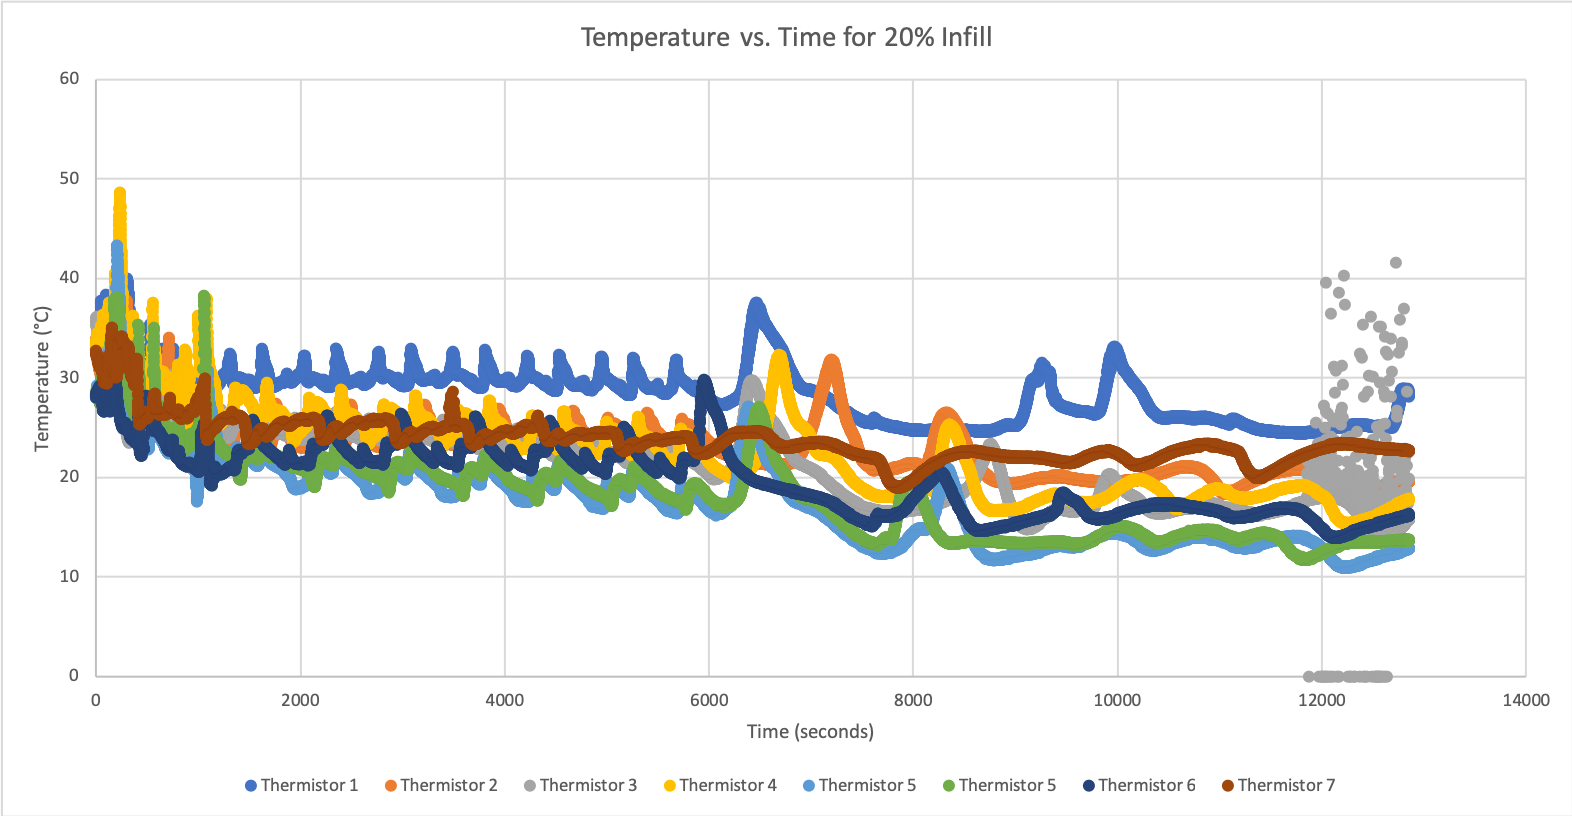 Temperature vs. Time for 20% Infill
Temperature (°C)
60
50
40
30
20
10
0
0 2000 4000 6000 8000 10000 12000 14000
Time (seconds)
Thermistor 1 Thermistor 2 Thermistor 3 Thermistor 4 Thermistor 5 Thermistor 5 Thermistor 6 Thermistor 7